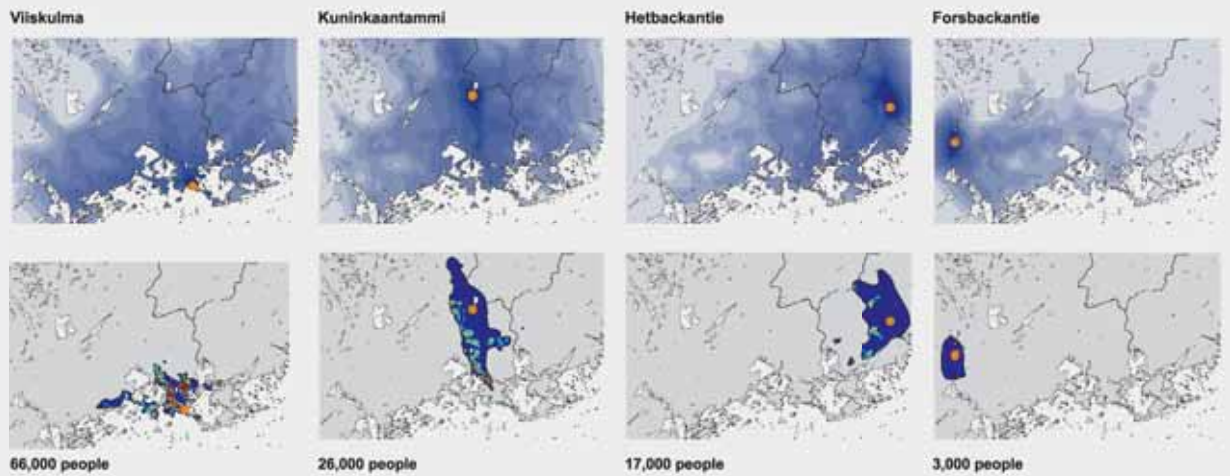 Viiskulma
Kuninkaantammi
Hetbackantie
Forsbackantie
66,000 people
26,000 people
17,000 people
3,000 people